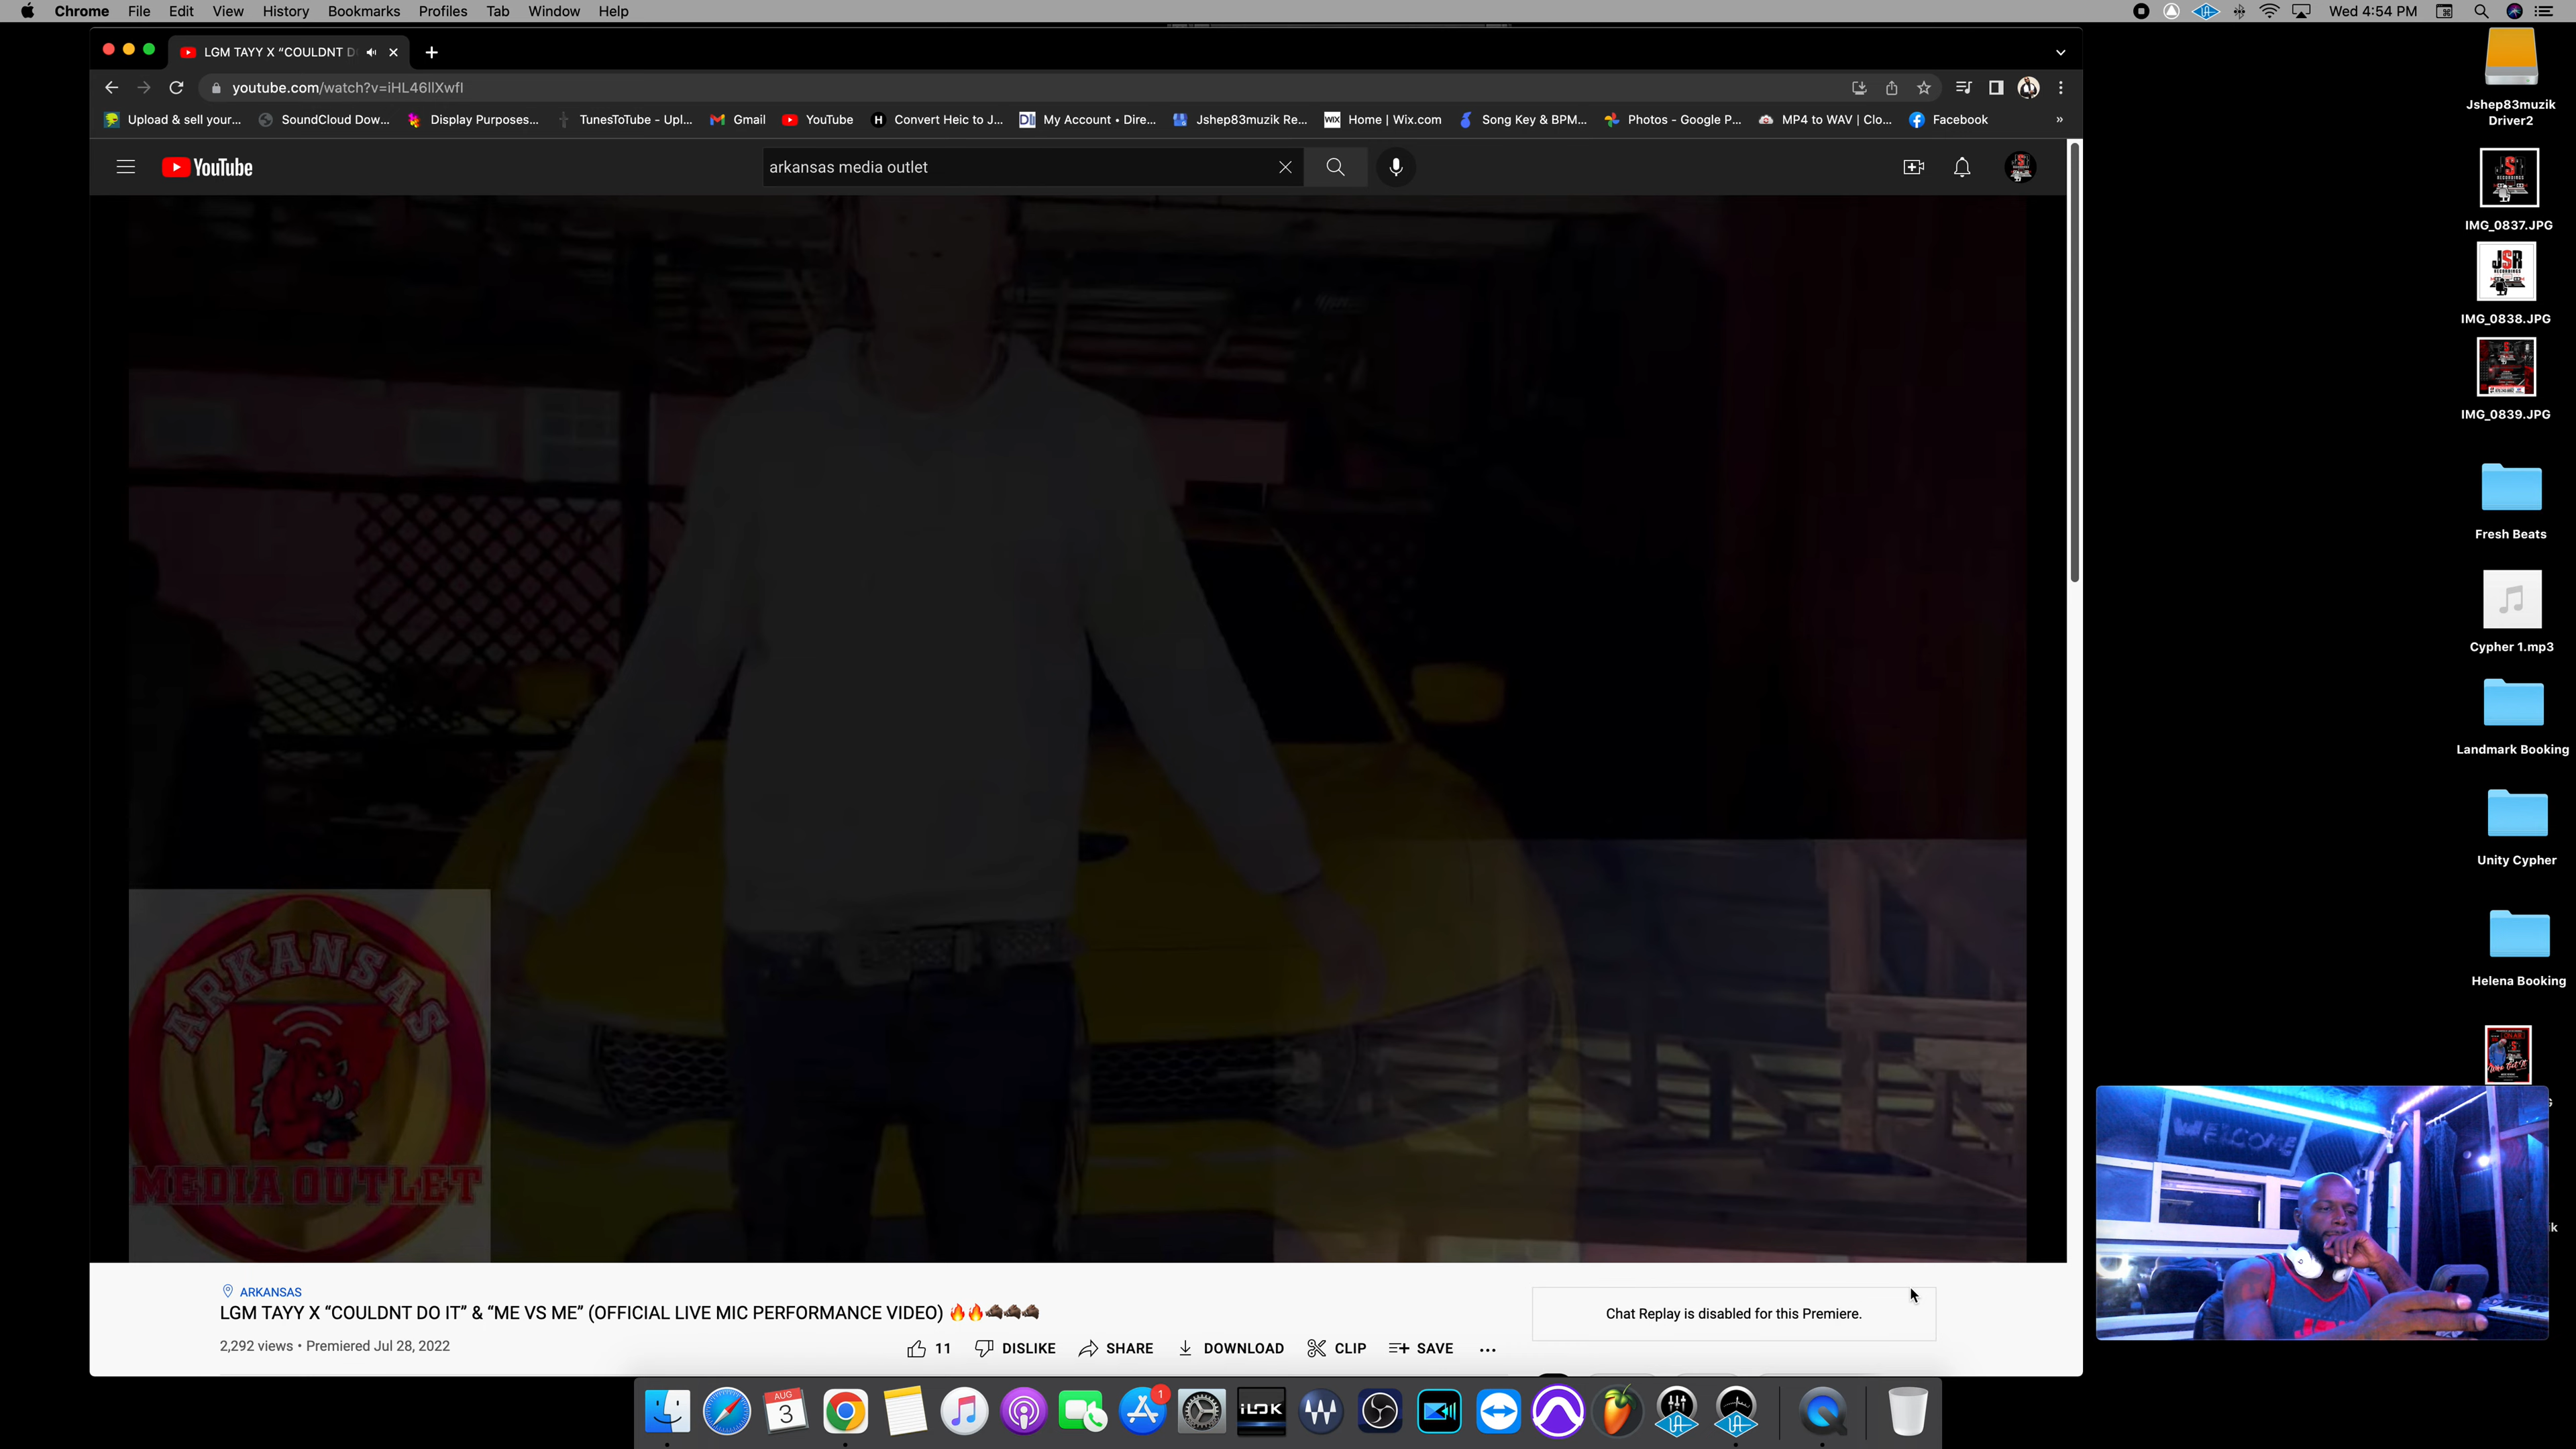 Chrome File Edit View History Bookmarks Profiles Tab Window Help
Wed 4:54 PM
LGM TAYY X “COULDNT D
youtube.com/watch?v=iHL46llXwfI
Upload & sell your... SoundCloud Dow... Display Purposes... TunesToTube - Upl... Gmail YouTube Convert Heic to J... My Account • Dire... Jshep83muzik Re... Home | Wix.com Song Key & BPM... Photos - Google P... MP4 to WAV | Clo... Facebook »
YouTube
arkansas media outlet
Jshep83muzik
Driver2
IMG_0837.JPG
IMG_0838.JPG
IMG_0839.JPG
Fresh Beats
Cypher 1.mp3
Landmark Booking
Unity Cypher
Helena Booking
ARKANSAS
MEDIA OUTLET
WELCOME
ARKANSAS
LGM TAYY X “COULDNT DO IT” & “ME VS ME” (OFFICIAL LIVE MIC PERFORMANCE VIDEO) 🔥🔥
2,292 views • Premiered Jul 28, 2022
11 DISLIKE SHARE DOWNLOAD CLIP SAVE ...
Chat Replay is disabled for this Premiere.
AUG
3
1
iLOK